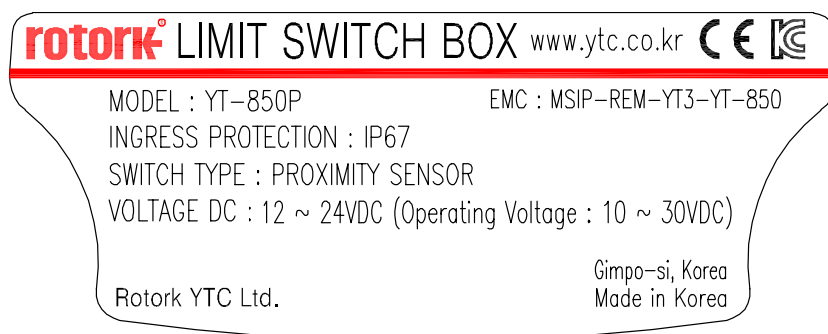 rotork® LIMIT SWITCH BOX www.ytc.co.kr CE KC
MODEL : YT-850P EMC : MSIP-REM-YT3-YT-850
INGRESS PROTECTION : IP67
SWITCH TYPE : PROXIMITY SENSOR
VOLTAGE DC : 12 ~ 24VDC (Operating Voltage : 10 ~ 30VDC)
Gimpo-si, Korea
Rotork YTC Ltd. Made in Korea